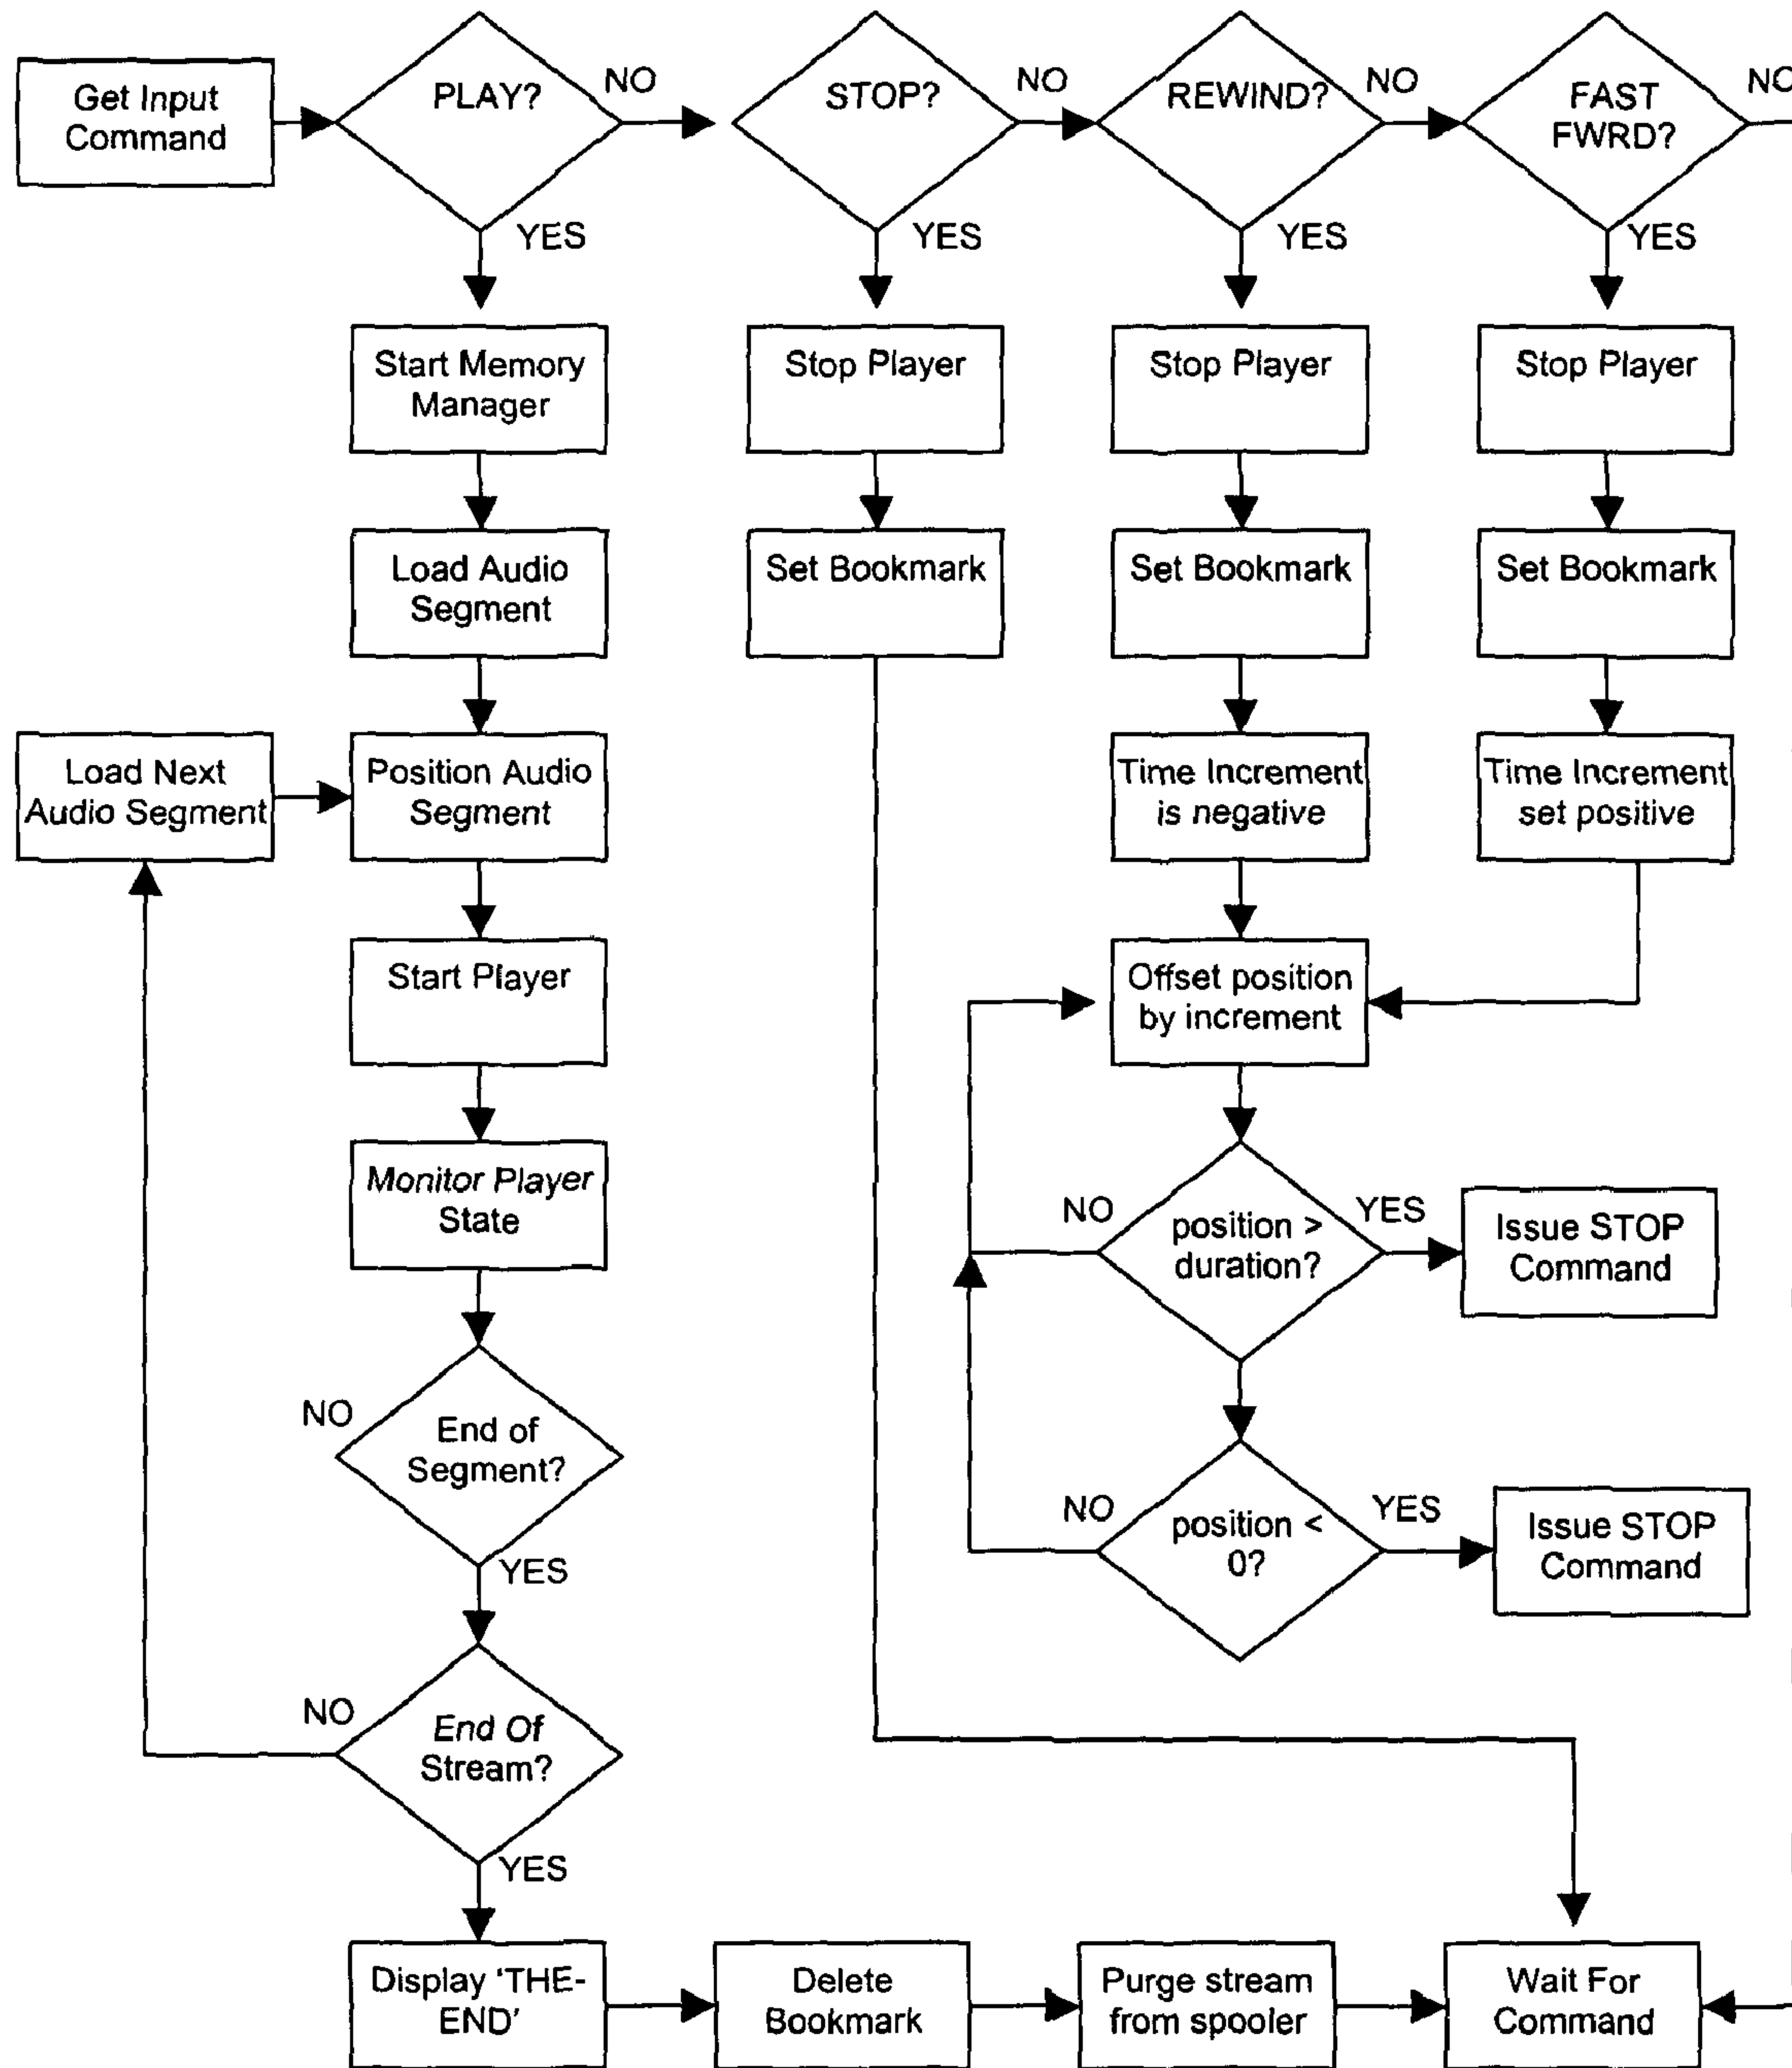 Get Input
Command
PLAY?
NO
YES
STOP?
NO
YES
REWIND?
NO
YES
FAST
FWRD?
NO
YES
Start Memory
Manager
Stop Player
Stop Player
Stop Player
Load Audio
Segment
Set Bookmark
Set Bookmark
Set Bookmark
Load Next
Audio Segment
Position Audio
Segment
Time Increment
is negative
Time Increment
set positive
Start Player
Offset position
by increment
Monitor Player
State
NO
position >
duration?
YES
Issue STOP
Command
NO
End of
Segment?
YES
NO
position <
0?
YES
Issue STOP
Command
NO
End Of
Stream?
YES
Display ‘THE-
END’
Delete
Bookmark
Purge stream
from spooler
Wait For
Command